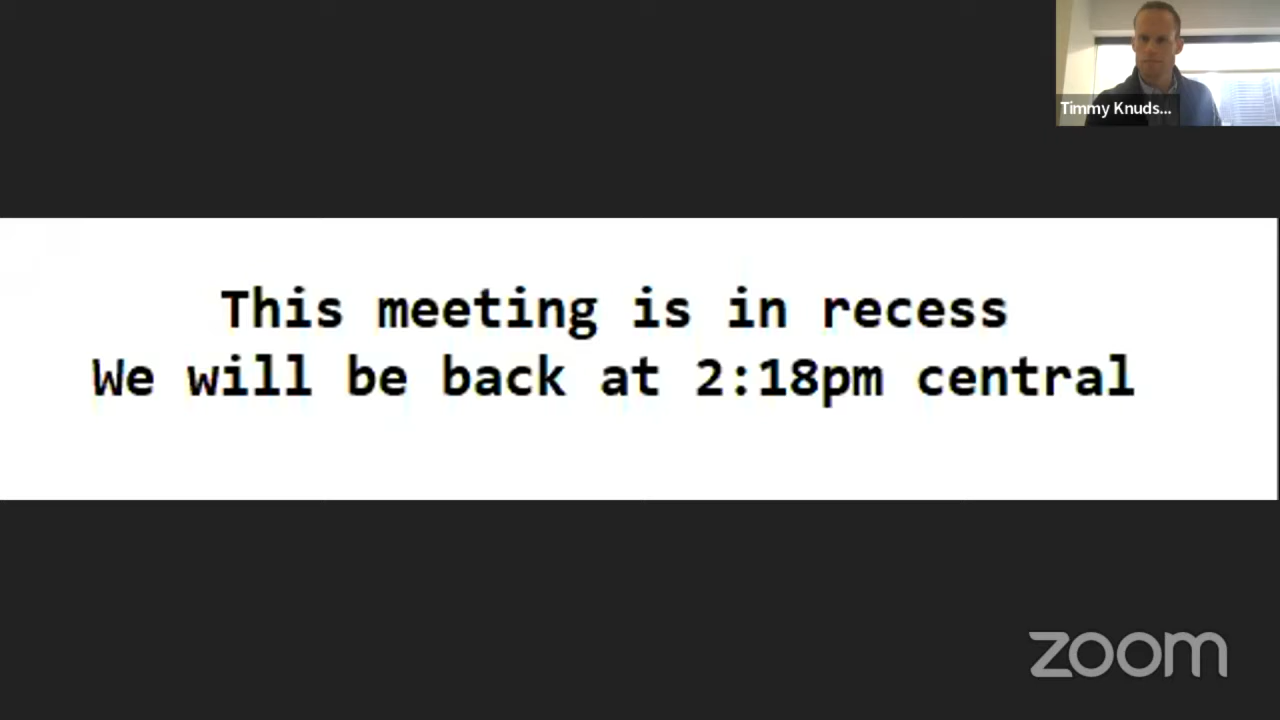 Timmy Knuds...
This meeting is in recess
We will be back at 2:18pm central
zoom